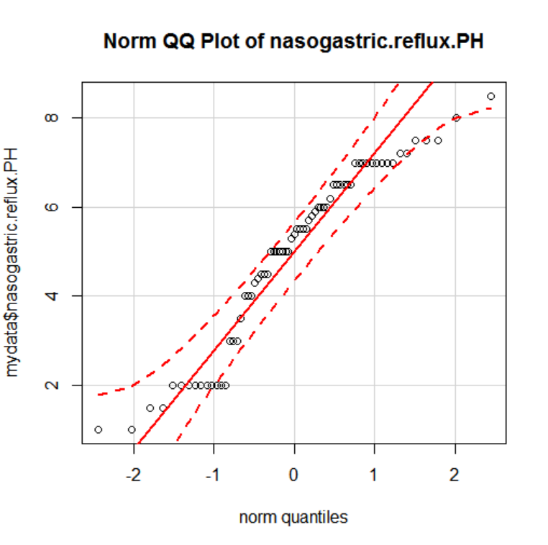 Norm QQ Plot of nasogastric.reflux.PH
mydata$nasogastric.reflux.PH
8
6
4
2
-2 -1 0 1 2
norm quantiles